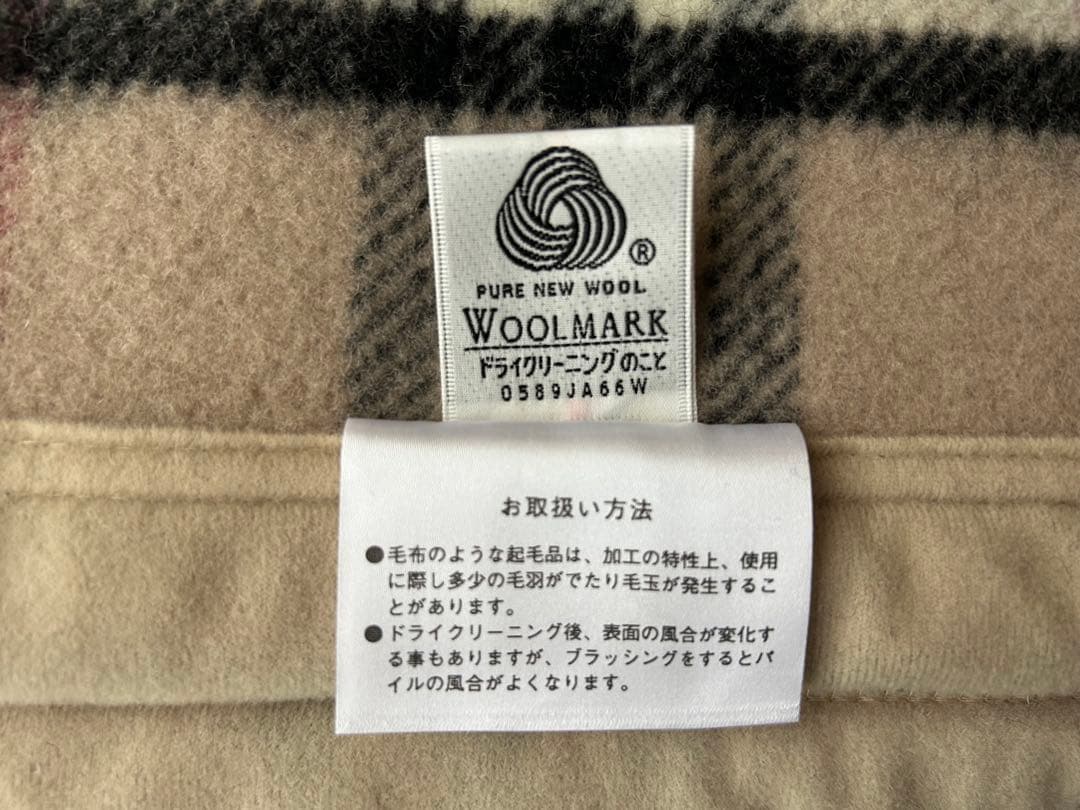 ®
PURE NEW WOOL
WOOLMARK
ドライクリーニングのこと
0589JA66W
お取扱い方法
●毛布のような起毛品は、加工の特性上、使用
に際し多少の毛羽がでたり毛玉が発生するこ
とがあります。
●ドライクリーニング後、表面の風合が変化す
る事もありますが、ブラッシングをするとパ
イルの風合がよくなります。